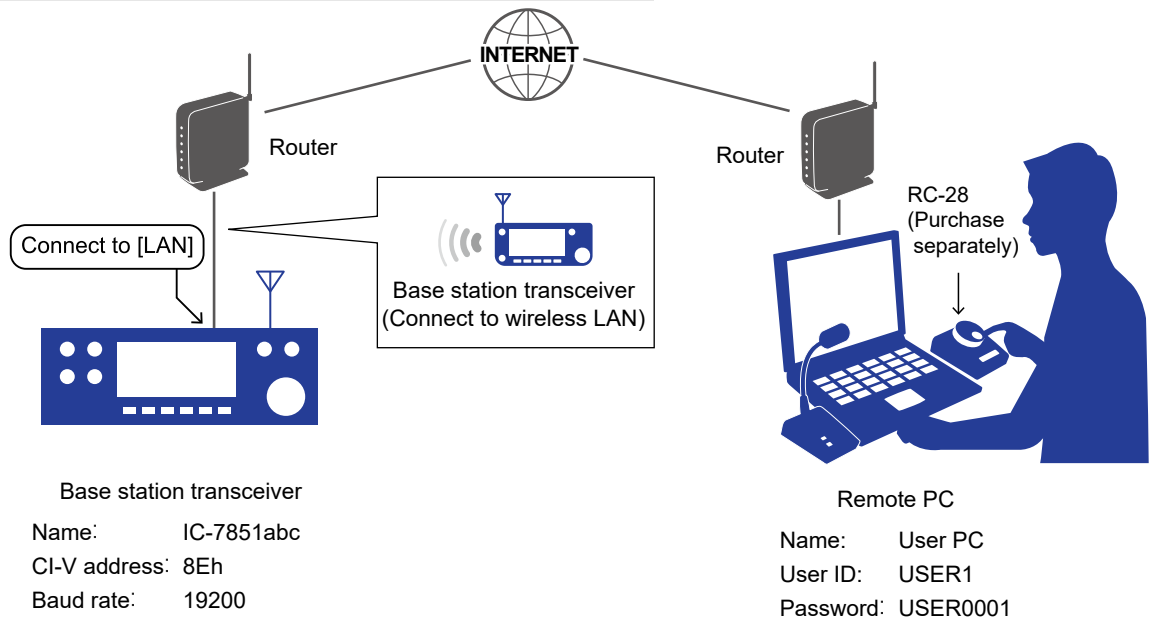 INTERNET
Router
Router
RC-28
(Purchase
separately)
Connect to [LAN]
Base station transceiver
(Connect to wireless LAN)
Base station transceiver
Name: IC-7851abc
CI-V address: 8Eh
Baud rate: 19200
Remote PC
Name: User PC
User ID: USER1
Password: USER0001